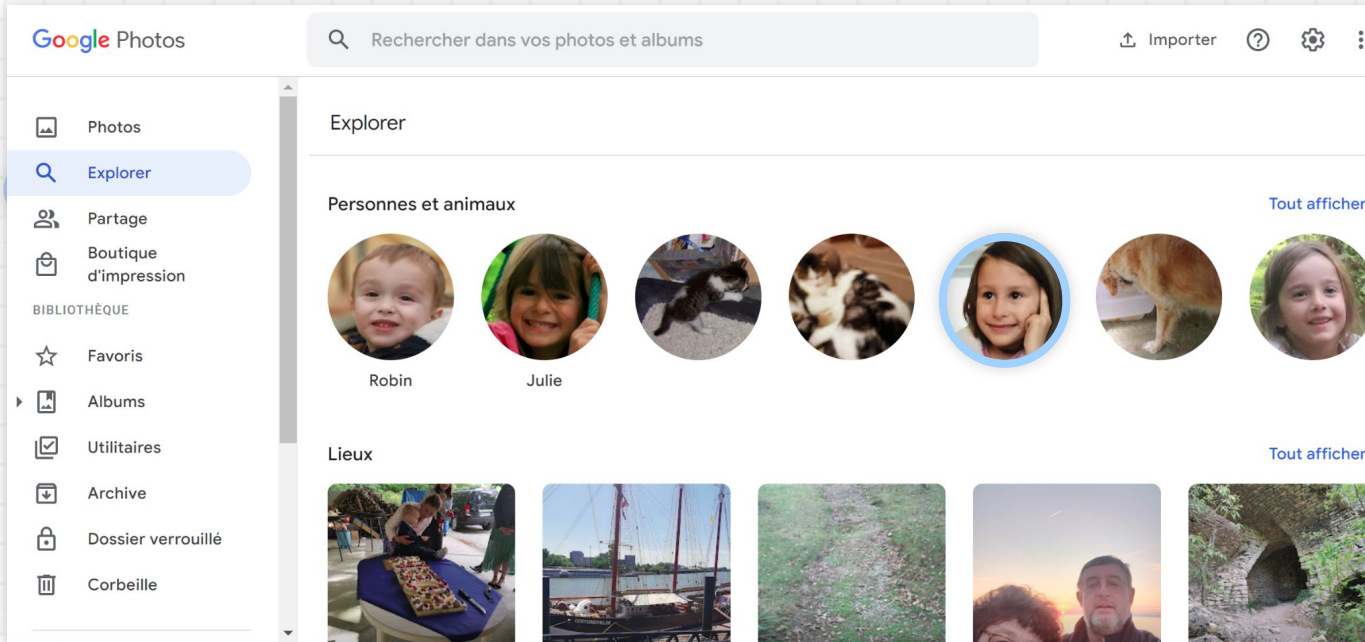 Google Photos
Rechercher dans vos photos et albums
Importer
Photos
Explorer
Partage
Boutique
d'impression
BIBLIOTHÈQUE
Favoris
Albums
Utilitaires
Archive
Dossier verrouillé
Corbeille
Explorer
Personnes et animaux
Tout afficher
Robin
Julie
Lieux
Tout afficher